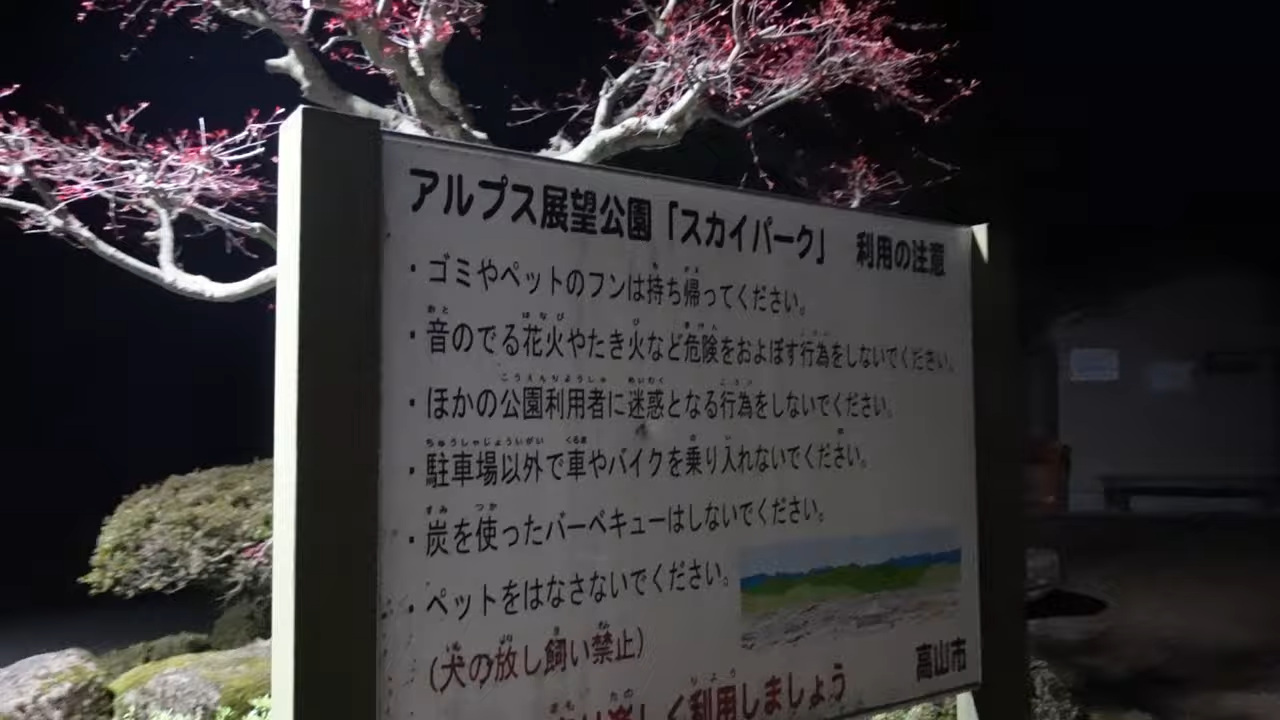 アルプス展望公園「スカイパーク」 利用の注意
・ゴミやペットのフンは持ち帰ってください。
・音のでる花火やたき火など危険をおよぼす行為をしないでください。
・ほかの公園利用者に迷惑となる行為をしないでください。
・駐車場以外で車やバイクを乗り入れないでください。
・炭を使ったバーベキューはしないでください。
・ペットをはなさないでください。
(犬の放し飼い禁止)
高山市
楽しく利用しましょう